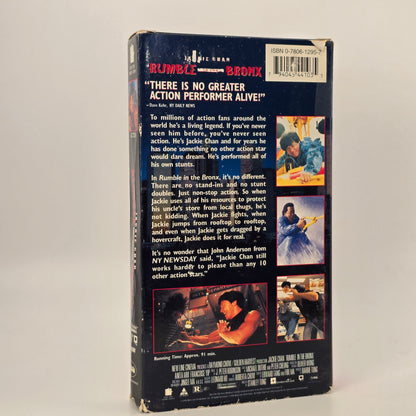 JACKIE CHAN
RUMBLE IN THE BRONX
ISBN 0-7806-1295-7
"THERE IS NO GREATER
ACTION PERFORMER ALIVE!"
– Dave Kehr, NY DAILY NEWS
To millions of action fans around
the world he's a living legend. If you've never
seen him before, you've never
seen action. He's Jackie Chan and for years he
has done something no other action star
would dare dream. He's performed all
of his own stunts.
In Rumble in the Bronx, it's no different.
There are no stand-ins and no stunt
doubles. Just non-stop action. So when
Jackie uses all of his resources to protect
his uncle's store from local thugs, he's
not kidding. When Jackie fights, when
Jackie jumps from rooftop to rooftop,
and even when Jackie gets dragged by a
hovercraft, Jackie does it for real.
It's no wonder that John Anderson from
NY NEWSDAY said, "Jackie Chan still
works harder to please than any 10
other action stars."
Running Time: Approx. 91 min.
NEW LINE CINEMA